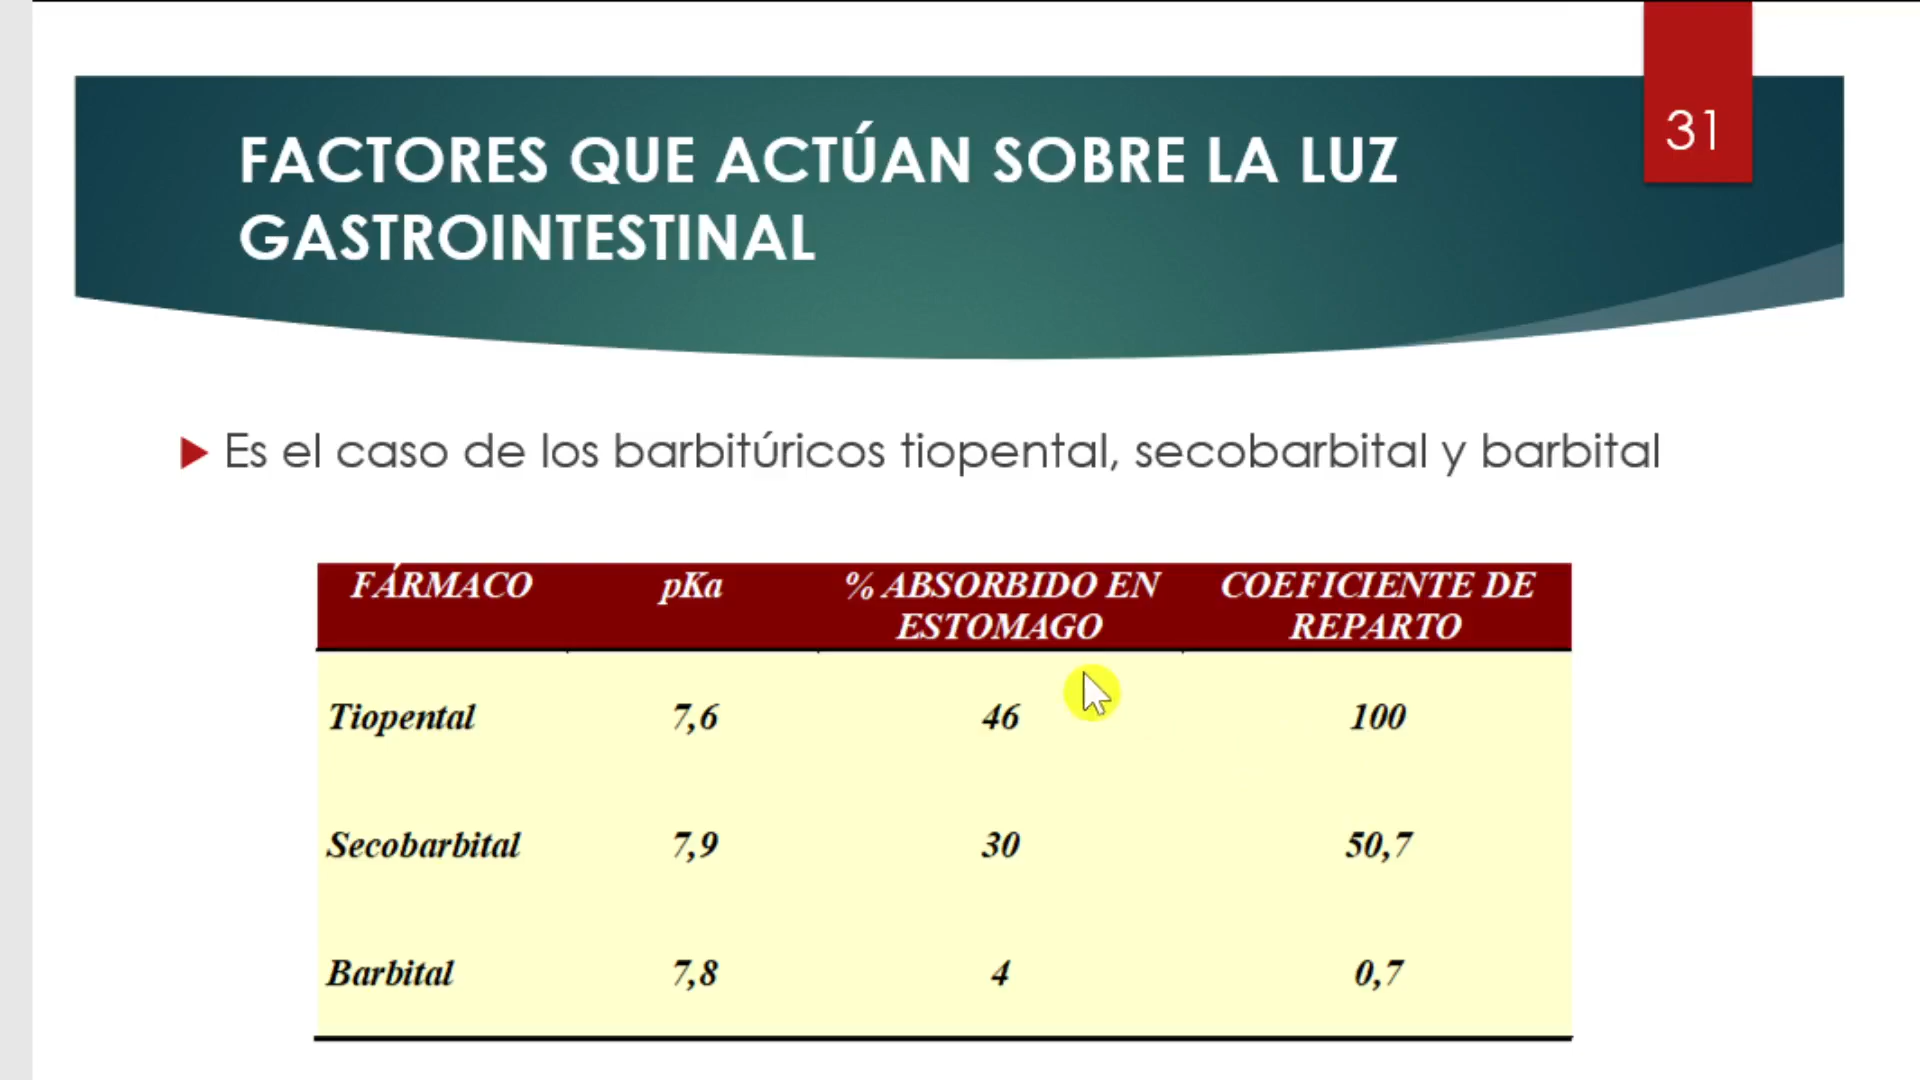 31
FACTORES QUE ACTÚAN SOBRE LA LUZ
GASTROINTESTINAL
Es el caso de los barbitúricos tiopental, secobarbital y barbital
FÁRMACO pKa % ABSORBIDO EN ESTOMAGO COEFICIENTE DE REPARTO
Tiopental 7,6 46 100
Secobarbital 7,9 30 50,7
Barbital 7,8 4 0,7